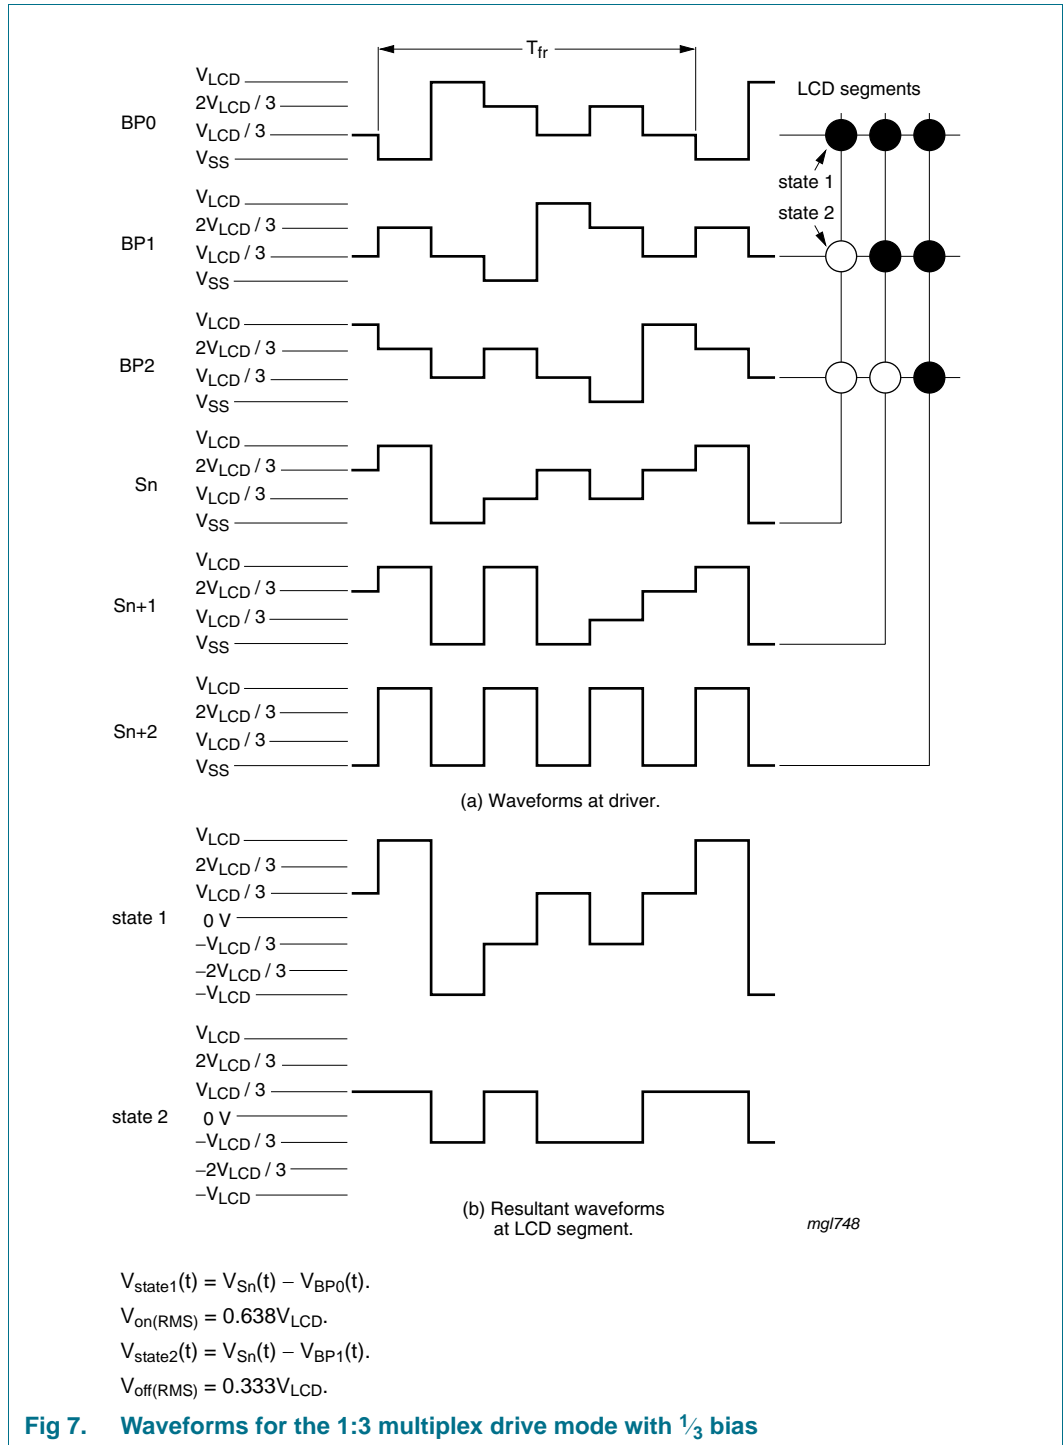 T_fr
BP0
V_LCD
2V_LCD / 3
V_LCD / 3
V_SS
LCD segments
state 1
state 2
BP1
V_LCD
2V_LCD / 3
V_LCD / 3
V_SS
BP2
V_LCD
2V_LCD / 3
V_LCD / 3
V_SS
Sn
V_LCD
2V_LCD / 3
V_LCD / 3
V_SS
Sn+1
V_LCD
2V_LCD / 3
V_LCD / 3
V_SS
Sn+2
V_LCD
2V_LCD / 3
V_LCD / 3
V_SS
(a) Waveforms at driver.
state 1
V_LCD
2V_LCD / 3
V_LCD / 3
0 V
−V_LCD / 3
−2V_LCD / 3
−V_LCD
state 2
V_LCD
2V_LCD / 3
V_LCD / 3
0 V
−V_LCD / 3
−2V_LCD / 3
−V_LCD
(b) Resultant waveforms
at LCD segment.
mgl748
V_state1(t) = V_Sn(t) − V_BP0(t).
V_on(RMS) = 0.638V_LCD.
V_state2(t) = V_Sn(t) − V_BP1(t).
V_off(RMS) = 0.333V_LCD.
Fig 7. Waveforms for the 1:3 multiplex drive mode with 1⁄3 bias